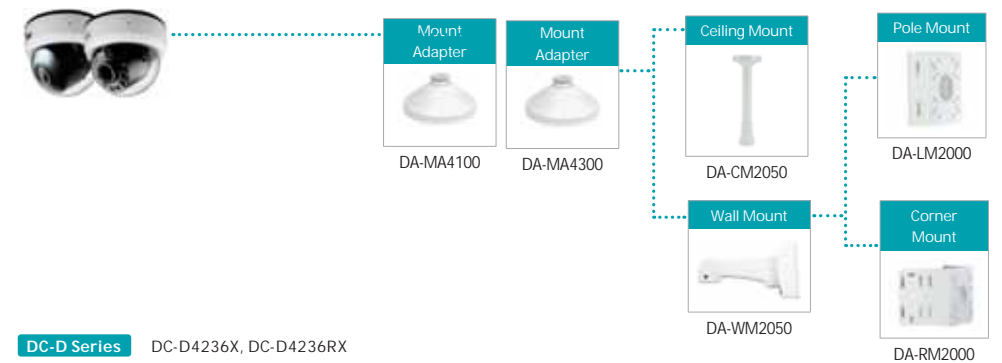 Mount
Adapter
DA-MA4100
Mount
Adapter
DA-MA4300
Ceiling Mount
DA-CM2050
Wall Mount
DA-WM2050
Pole Mount
DA-LM2000
Corner
Mount
DA-RM2000
DC-D Series DC-D4236X, DC-D4236RX